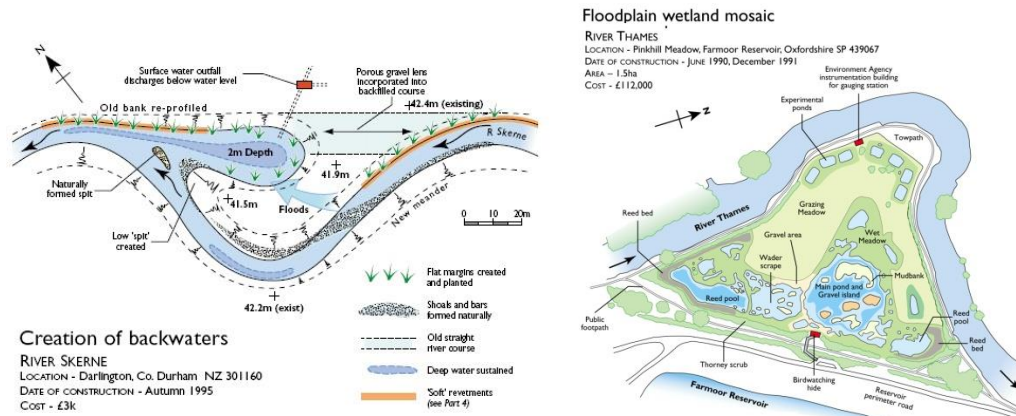 N
Surface water outfall
discharges below water level
Porous gravel lens
incorporated into
backfilled course
Old bank re-profiled
42.4m (existing)
R Skerne
2m Depth
Naturally
formed spit
41.9m
41.5m
Floods
New meander
Low 'spit'
created
0 10 20m
42.2m (exist)
Flat margins created
and planted
Shoals and bars
formed naturally
Old straight
river course
Deep water sustained
'Soft' revetments
(see Part 4)
Creation of backwaters
RIVER SKERNE
LOCATION - Darlington, Co. Durham NZ 301160
DATE OF CONSTRUCTION - Autumn 1995
COST - £3k
Floodplain wetland mosaic
RIVER THAMES
LOCATION - Pinkhill Meadow, Farmoor Reservoir, Oxfordshire SP 439067
DATE OF CONSTRUCTION - JUNE 1990, DECEMBER 1991
AREA – 1.5ha
COST - £112,000
Environment Agency
instrumentation building
for gauging station
Experimental
ponds
N
Towpath
Grazing
Meadow
Reed bed
River Thames
Gravel area
Wet
Meadow
Wader
scrape
Mudbank
Main pond and
Gravel island
Reed pool
Public
footpath
Reed
pool
Reed
bed
Thorney scrub
Birdwatching
hide
Reservoir
perimeter road
Farmoor Reservoir